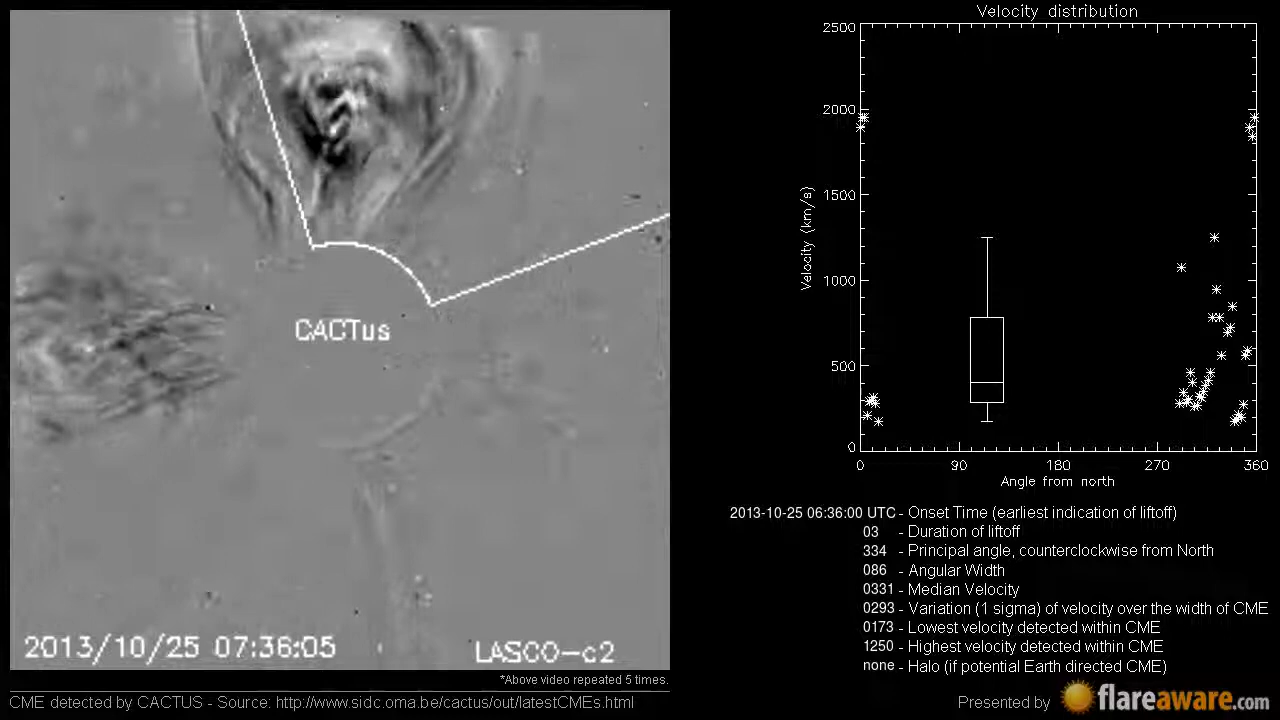 CACTus
2013/10/25 07:36:05
LASCO-c2
*Above video repeated 5 times.
Velocity distribution
2500
2000
1500
1000
500
0
Velocity (km/s)
0 90 180 270 360
Angle from north
2013-10-25 06:36:00 UTC - Onset Time (earliest indication of liftoff)
03 - Duration of liftoff
334 - Principal angle, counterclockwise from North
086 - Angular Width
0331 - Median Velocity
0293 - Variation (1 sigma) of velocity over the width of CME
0173 - Lowest velocity detected within CME
1250 - Highest velocity detected within CME
none - Halo (if potential Earth directed CME)
CME detected by CACTUS - Source: http://www.sidc.oma.be/cactus/out/latestCMEs.html
Presented by flareaware.com